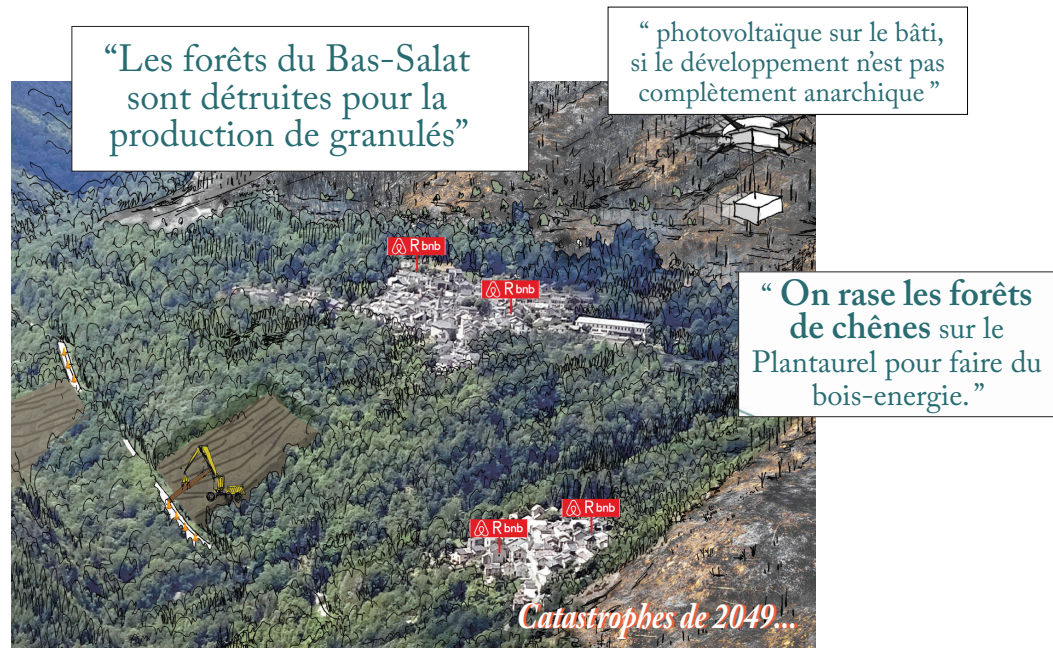 “Les forêts du Bas-Salat
sont détruites pour la
production de granulés”
“ photovoltaïque sur le bâti,
si le développement n’est pas
complètement anarchique ”
R bnb
R bnb
“ On rase les forêts
de chênes sur le
Plantaurel pour faire du
bois-energie.”
R bnb
R bnb
Catastrophes de 2049...